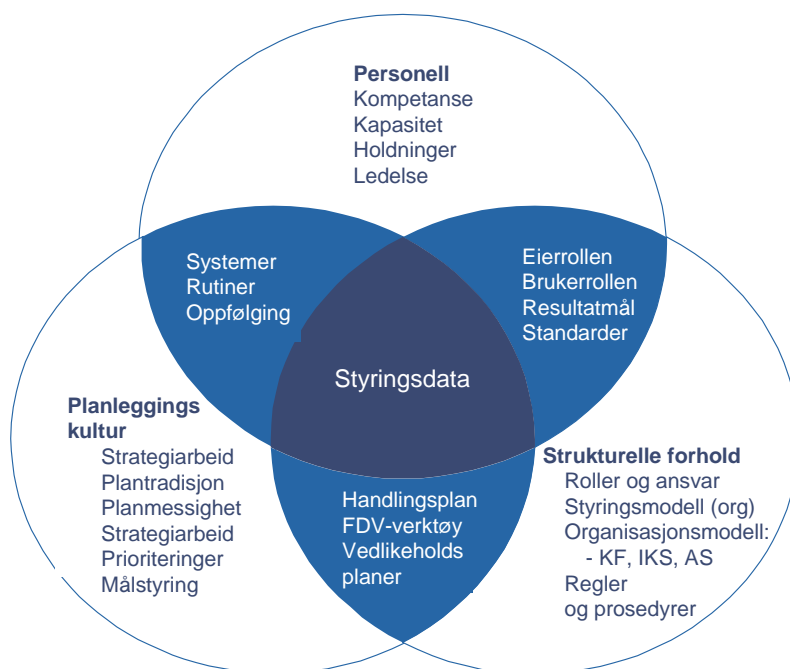 Personell
Kompetanse
Kapasitet
Holdninger
Ledelse
Systemer
Rutiner
Oppfølging
Eierrollen
Brukerrollen
Resultatmål
Standarder
Styringsdata
Planleggings
kultur
Strategiarbeid
Plantradisjon
Planmessighet
Strategiarbeid
Prioriteringer
Målstyring
Handlingsplan
FDV-verktøy
Vedlikeholds
planer
Strukturelle forhold
Roller og ansvar
Styringsmodell (org)
Organisasjonsmodell:
- KF, IKS, AS
Regler
og prosedyrer